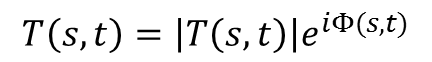 T(s,t) = |T(s,t)|e^{iΦ(s,t)}